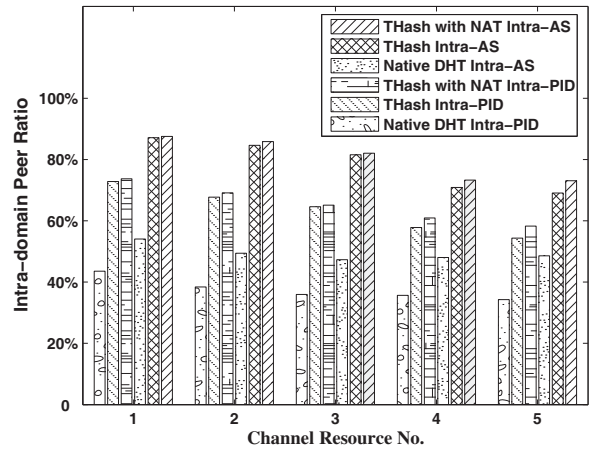 THash with NAT Intra-AS
THash Intra-AS
Native DHT Intra-AS
THash with NAT Intra-PID
THash Intra-PID
Native DHT Intra-PID
Intra-domain Peer Ratio
100%
80%
60%
40%
20%
0
1 2 3 4 5
Channel Resource No.